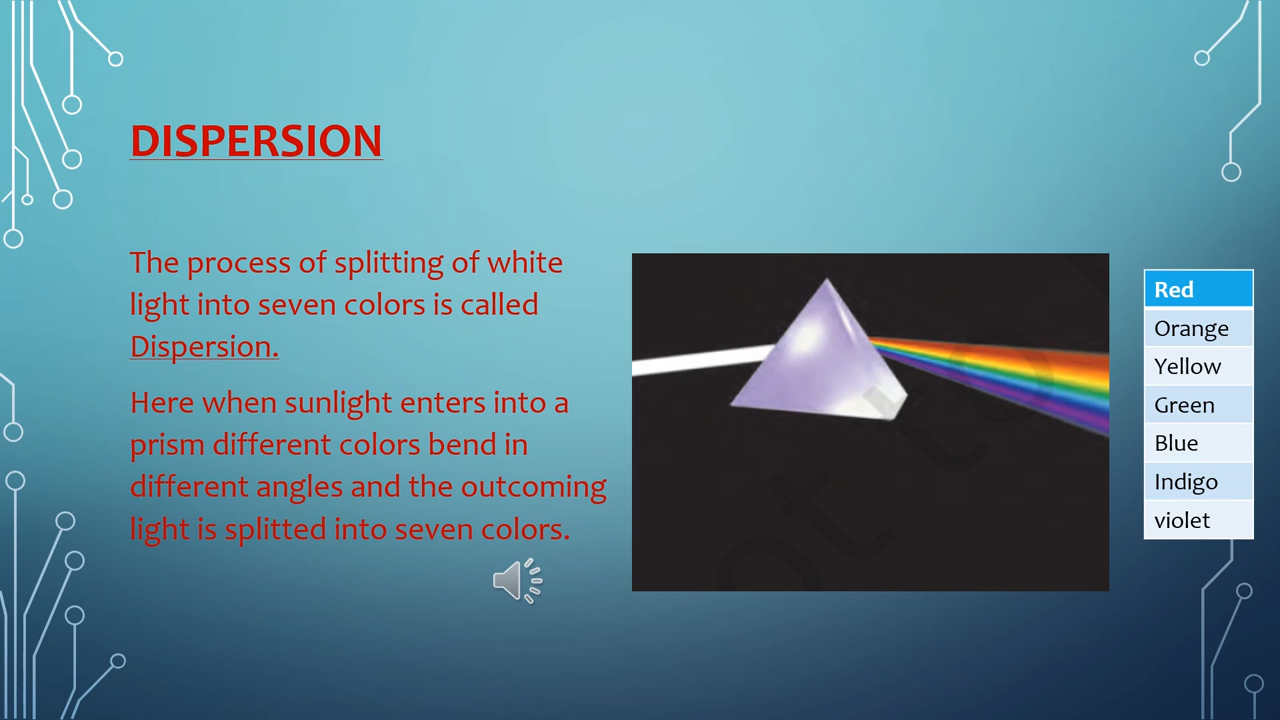 DISPERSION
The process of splitting of white
light into seven colors is called
Dispersion.
Here when sunlight enters into a
prism different colors bend in
different angles and the outcoming
light is splitted into seven colors.
Red
Orange
Yellow
Green
Blue
Indigo
violet